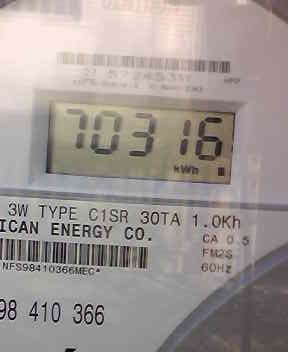 70316
kWh
3W TYPE C1SR 30TA 1.0Kh
ICAN ENERGY CO.
CA 0.5
FM2S
60Hz
NFS98410366MEC*
98 410 366